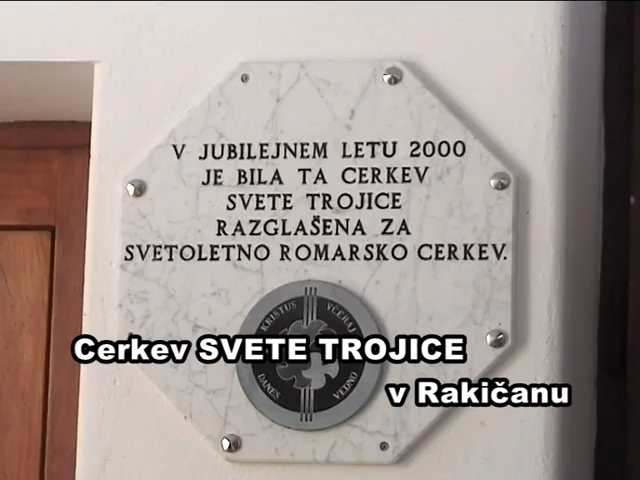 V JUBILEJNEM LETU 2000
JE BILA TA CERKEV
SVETE TROJICE
RAZGLAŠENA ZA
SVETOLETNO ROMARSKO CERKEV.
KRISTUS VČERAJ
DANES VEDNO
Cerkev SVETE TROJICE
v Rakičanu